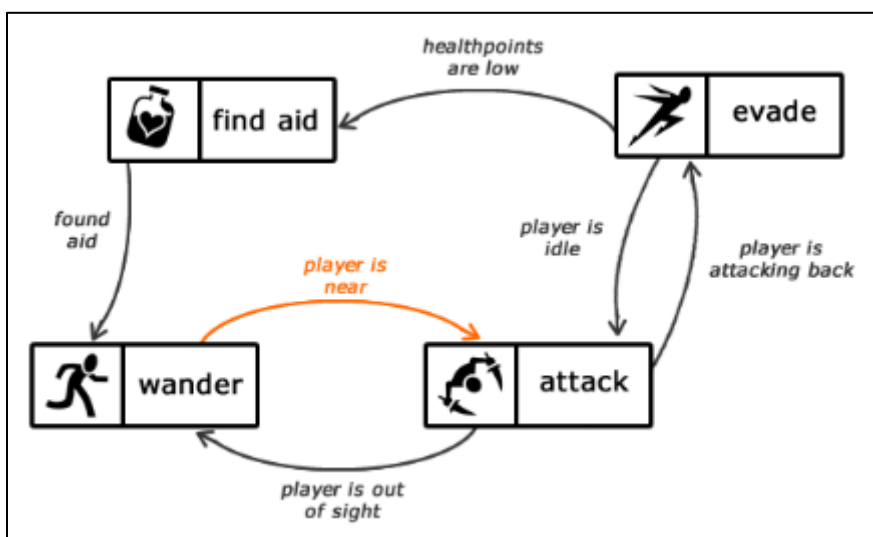 healthpoints
are low
find aid
evade
found
aid
player is
idle
player is
attacking back
player is
near
wander
attack
player is out
of sight